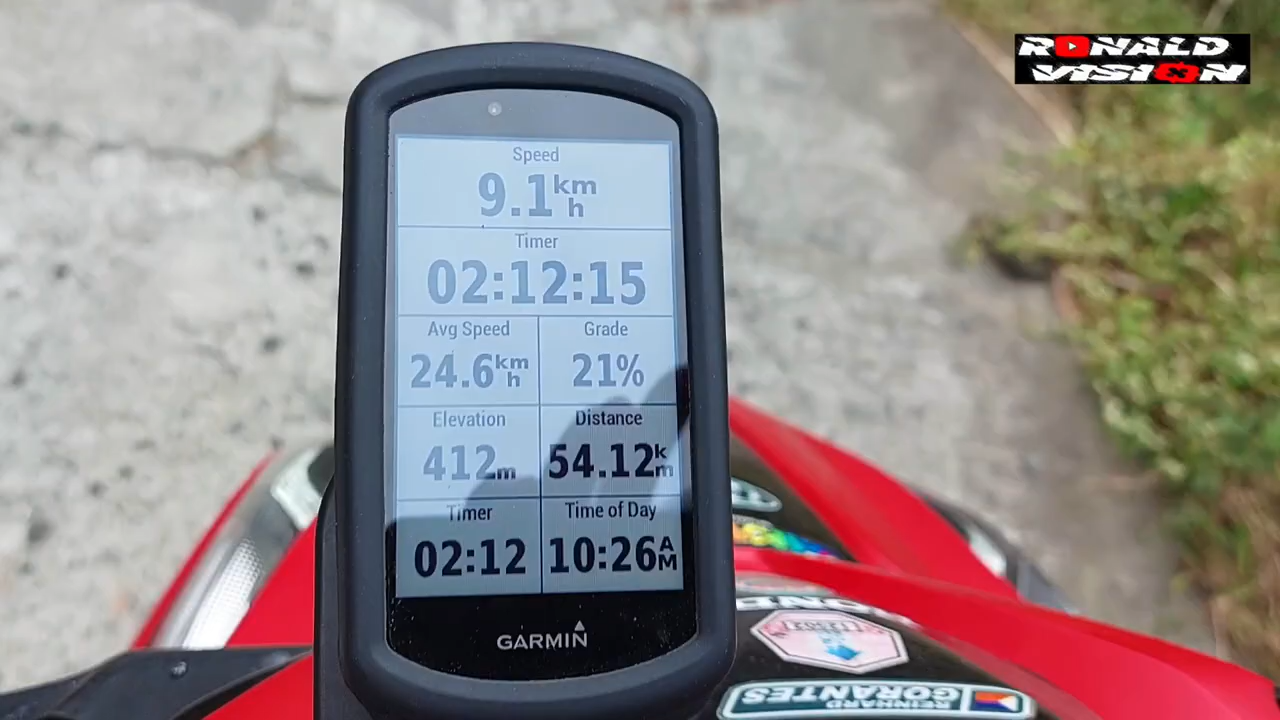 RONALD
VISION
Speed
9.1 km/h
Timer
02:12:15
Avg Speed
24.6 km/h
Grade
21%
Elevation
412m
Distance
54.12 km
Timer
02:12
Time of Day
10:26 AM
GARMIN
REINHARD
GORANTES